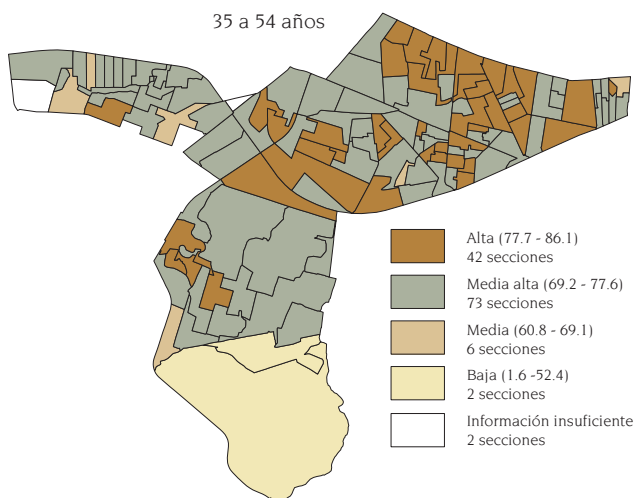 35 a 54 años
Alta (77.7 - 86.1)
42 secciones
Media alta (69.2 - 77.6)
73 secciones
Media (60.8 - 69.1)
6 secciones
Baja (1.6 -52.4)
2 secciones
Información insuficiente
2 secciones